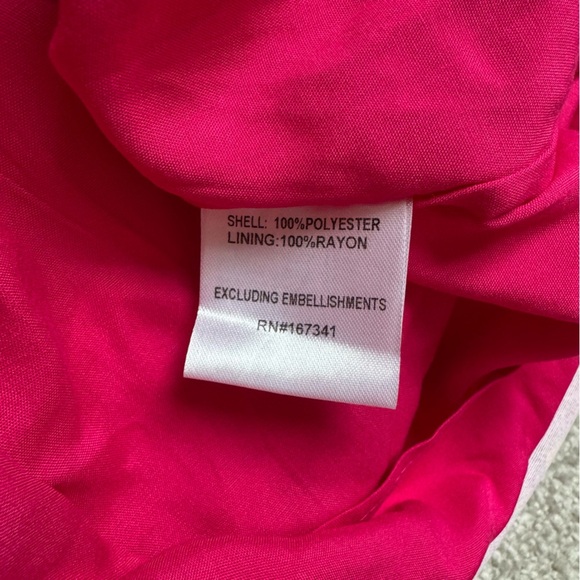 SHELL: 100%POLYESTER
LINING:100%RAYON
EXCLUDING EMBELLISHMENTS
RN#167341